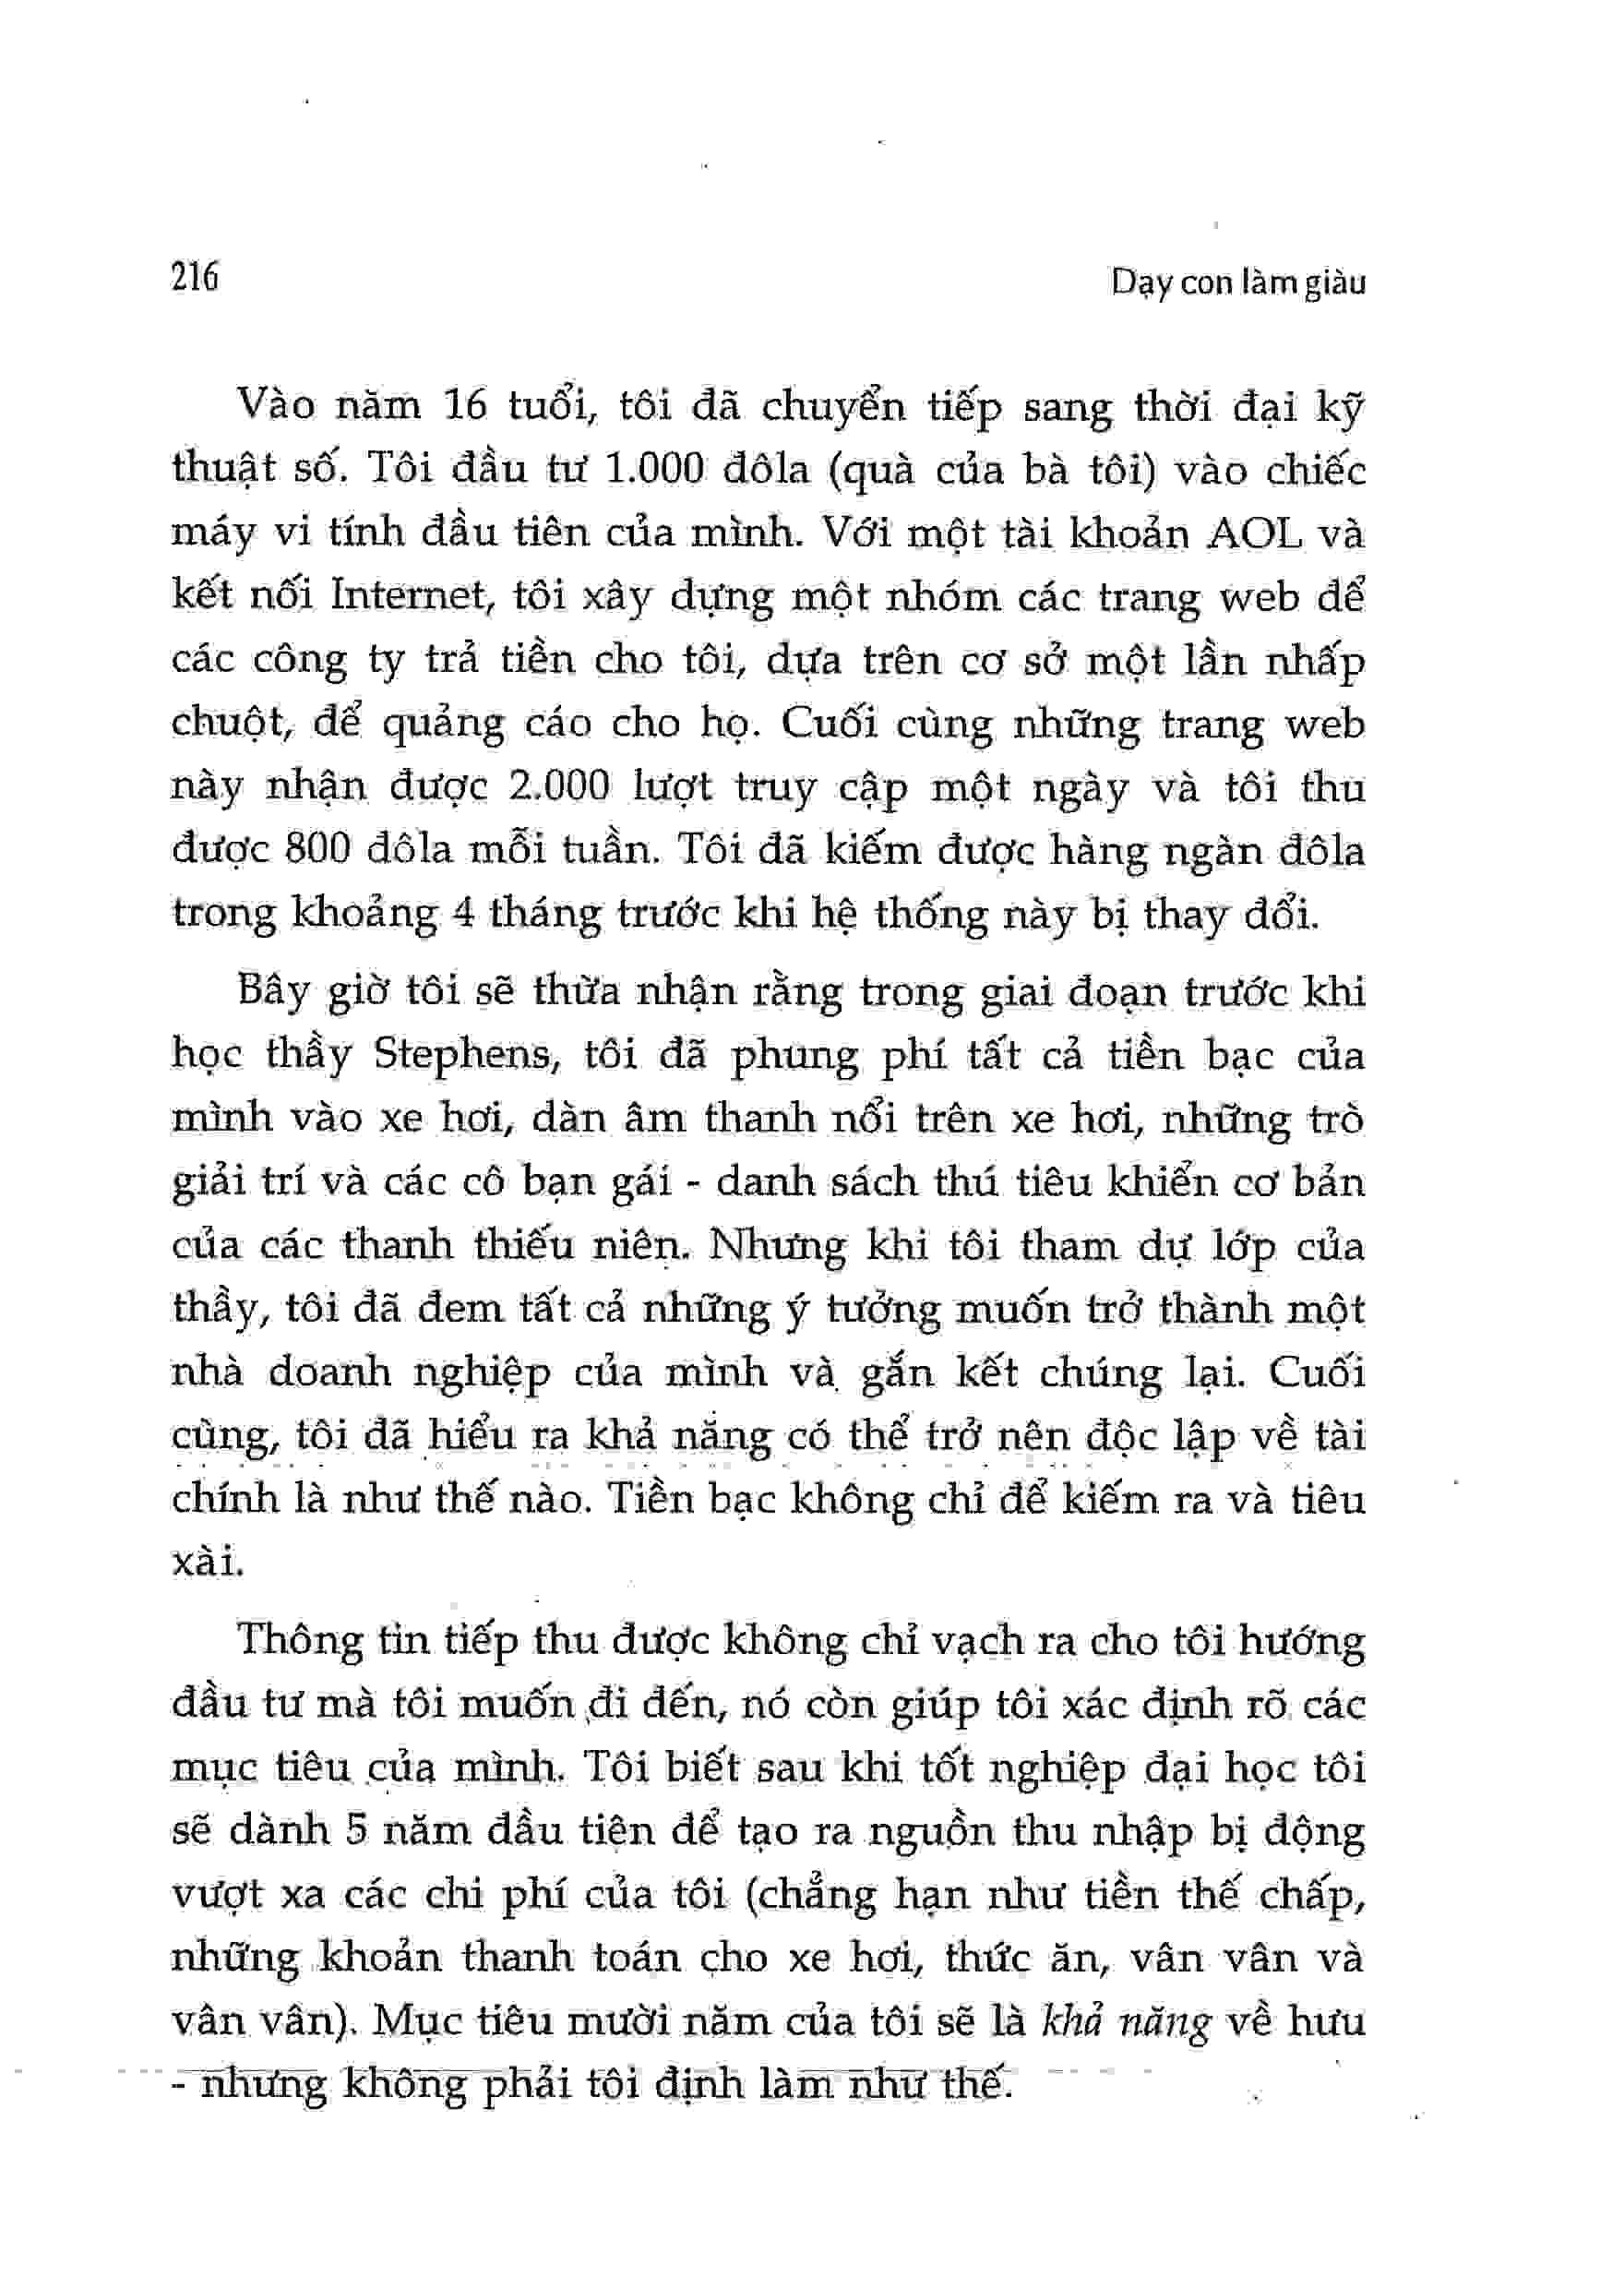 216
Dạy con làm giàu
Vào năm 16 tuổi, tôi đã chuyển tiếp sang thời đại kỹ
thuật số. Tôi đầu tư 1.000 đôla (quà của bà tôi) vào chiếc
máy vi tính đầu tiên của mình. Với một tài khoản AOL và
kết nối Internet, tôi xây dựng một nhóm các trang web để
các công ty trả tiền cho tôi, dựa trên cơ sở một lần nhấp
chuột, để quảng cáo cho họ. Cuối cùng những trang web
này nhận được 2.000 lượt truy cập một ngày và tôi thu
được 800 đôla mỗi tuần. Tôi đã kiếm được hàng ngàn đôla
trong khoảng 4 tháng trước khi hệ thống này bị thay đổi.
Bây giờ tôi sẽ thừa nhận rằng trong giai đoạn trước khi
học thầy Stephens, tôi đã phung phí tất cả tiền bạc của
mình vào xe hơi, dàn âm thanh nổi trên xe hơi, những trò
giải trí và các cô bạn gái - danh sách thú tiêu khiển cơ bản
của các thanh thiếu niên. Nhưng khi tôi tham dự lớp của
thầy, tôi đã đem tất cả những ý tưởng muốn trở thành một
nhà doanh nghiệp của mình và gắn kết chúng lại. Cuối
cùng, tôi đã hiểu ra khả năng có thể trở nên độc lập về tài
chính là như thế nào. Tiền bạc không chỉ để kiếm ra và tiêu
xài.
Thông tin tiếp thu được không chỉ vạch ra cho tôi hướng
đầu tư mà tôi muốn đi đến, nó còn giúp tôi xác định rõ các
mục tiêu của mình. Tôi biết sau khi tốt nghiệp đại học tôi
sẽ dành 5 năm đầu tiên để tạo ra nguồn thu nhập bị động
vượt xa các chi phí của tôi (chẳng hạn như tiền thế chấp,
những khoản thanh toán cho xe hơi, thức ăn, vân vân và
vân vân). Mục tiêu mười năm của tôi sẽ là khả năng về hưu
- nhưng không phải tôi định làm như thế.